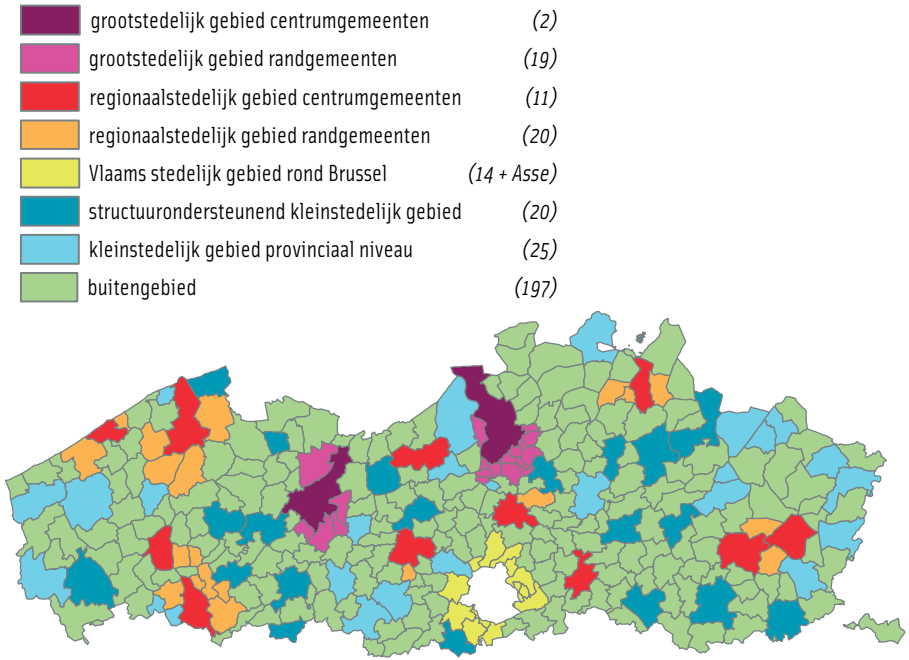 grootstedelijk gebied centrumgemeenten (2)
grootstedelijk gebied randgemeenten (19)
regionaalstedelijk gebied centrumgemeenten (11)
regionaalstedelijk gebied randgemeenten (20)
Vlaams stedelijk gebied rond Brussel (14 + Asse)
structuurondersteunend kleinstedelijk gebied (20)
kleinstedelijk gebied provinciaal niveau (25)
buitengebied (197)